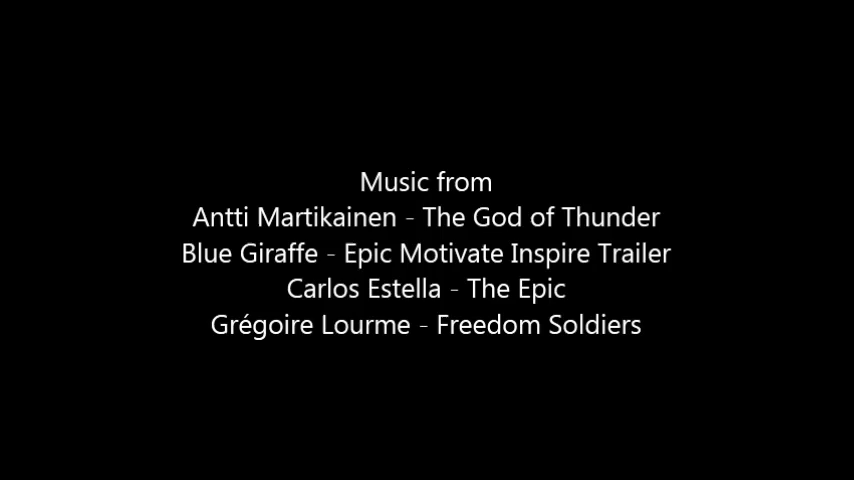 Music from
Antti Martikainen - The God of Thunder
Blue Giraffe - Epic Motivate Inspire Trailer
Carlos Estella - The Epic
Grégoire Lourme - Freedom Soldiers